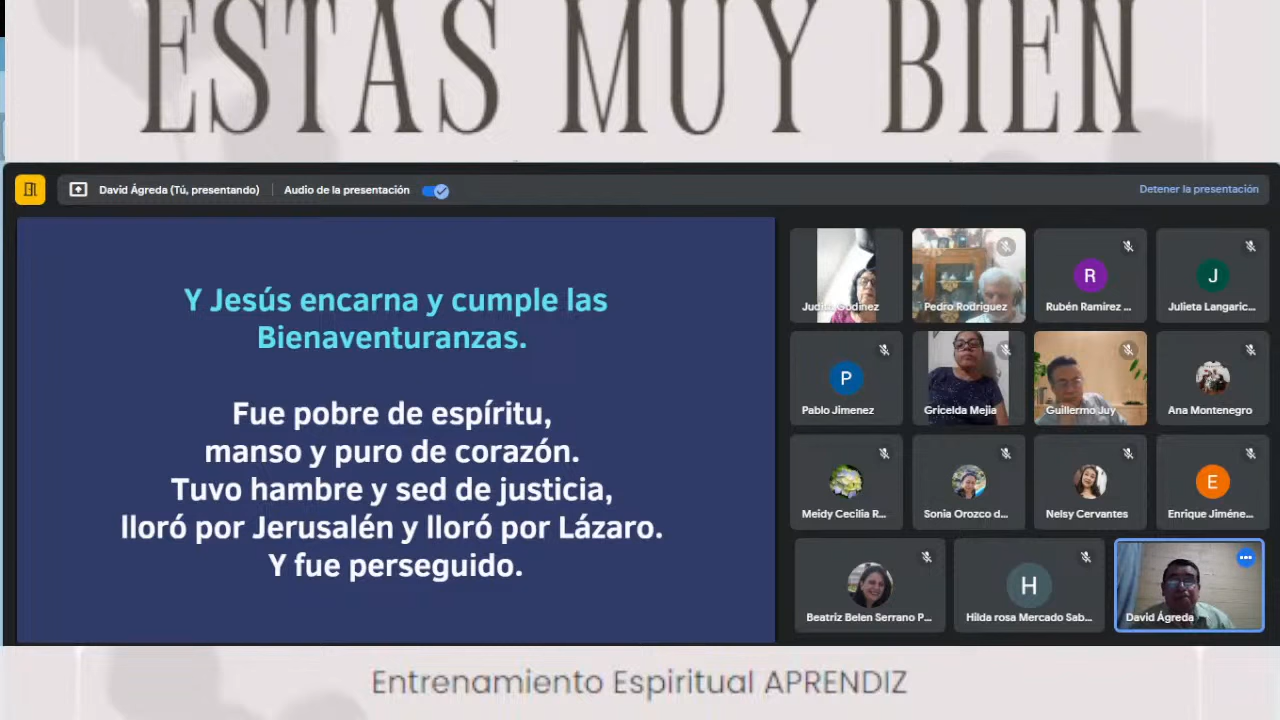 ESTAS MUY BIEN
David Ágreda (Tú, presentando)
Audio de la presentación
Detener la presentación
Y Jesús encarna y cumple las
Bienaventuranzas.
Fue pobre de espíritu,
manso y puro de corazón.
Tuvo hambre y sed de justicia,
lloró por Jerusalén y lloró por Lázaro.
Y fue perseguido.
Judith Godinez
Pedro Rodriguez
R
Rubén Ramirez ...
J
Julieta Langaric...
P
Pablo Jimenez
Gricelda Mejia
Guillermo Juy
Ana Montenegro
Meidy Cecilia R...
Sonia Orozco d...
Nelsy Cervantes
E
Enrique Jiméne...
Beatriz Belen Serrano P...
H
Hilda rosa Mercado Sab...
David Ágreda
Entrenamiento Espiritual APRENDIZ